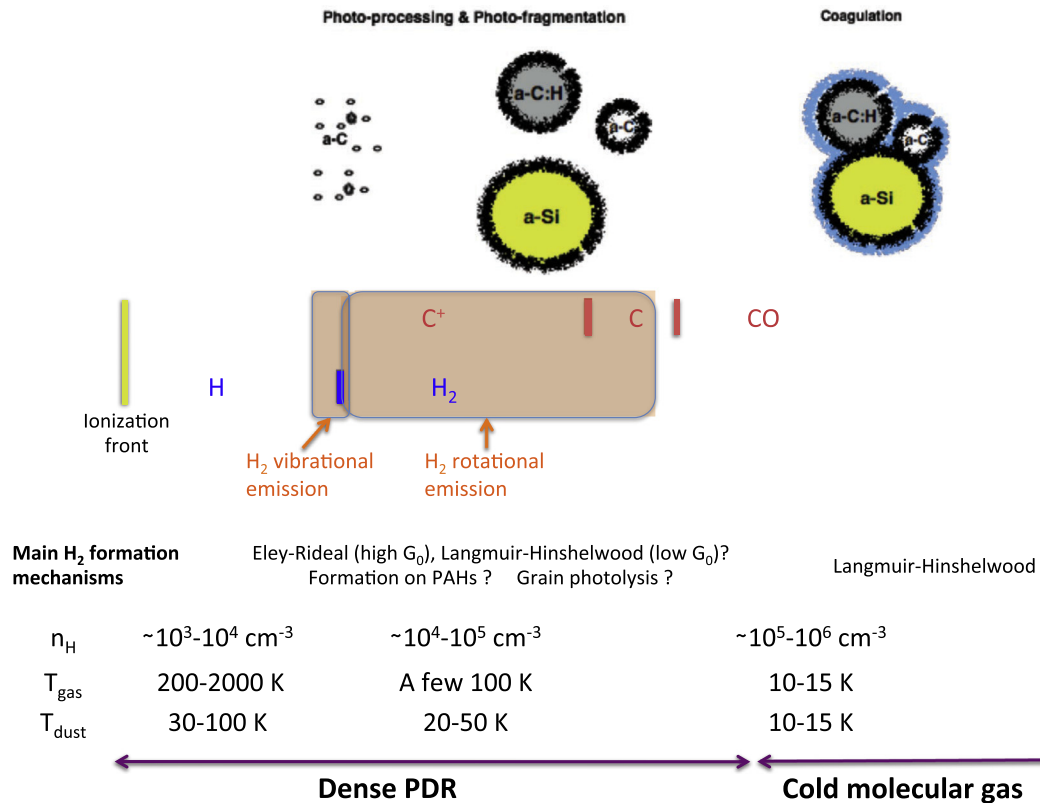 Photo-processing & Photo-fragmentation
Coagulation
a-C:H
a-C
a-C
a-Si
a-C:H
a-C
a-Si
C⁺
C
CO
H
H₂
Ionization
front
H₂ vibrational
emission
H₂ rotational
emission
Main H₂ formation
mechanisms
Eley-Rideal (high G₀), Langmuir-Hinshelwood (low G₀)?
Formation on PAHs ? Grain photolysis ?
Langmuir-Hinshelwood
n_H ~10³-10⁴ cm⁻³ ~10⁴-10⁵ cm⁻³ ~10⁵-10⁶ cm⁻³
T_gas 200-2000 K A few 100 K 10-15 K
T_dust 30-100 K 20-50 K 10-15 K
Dense PDR
Cold molecular gas